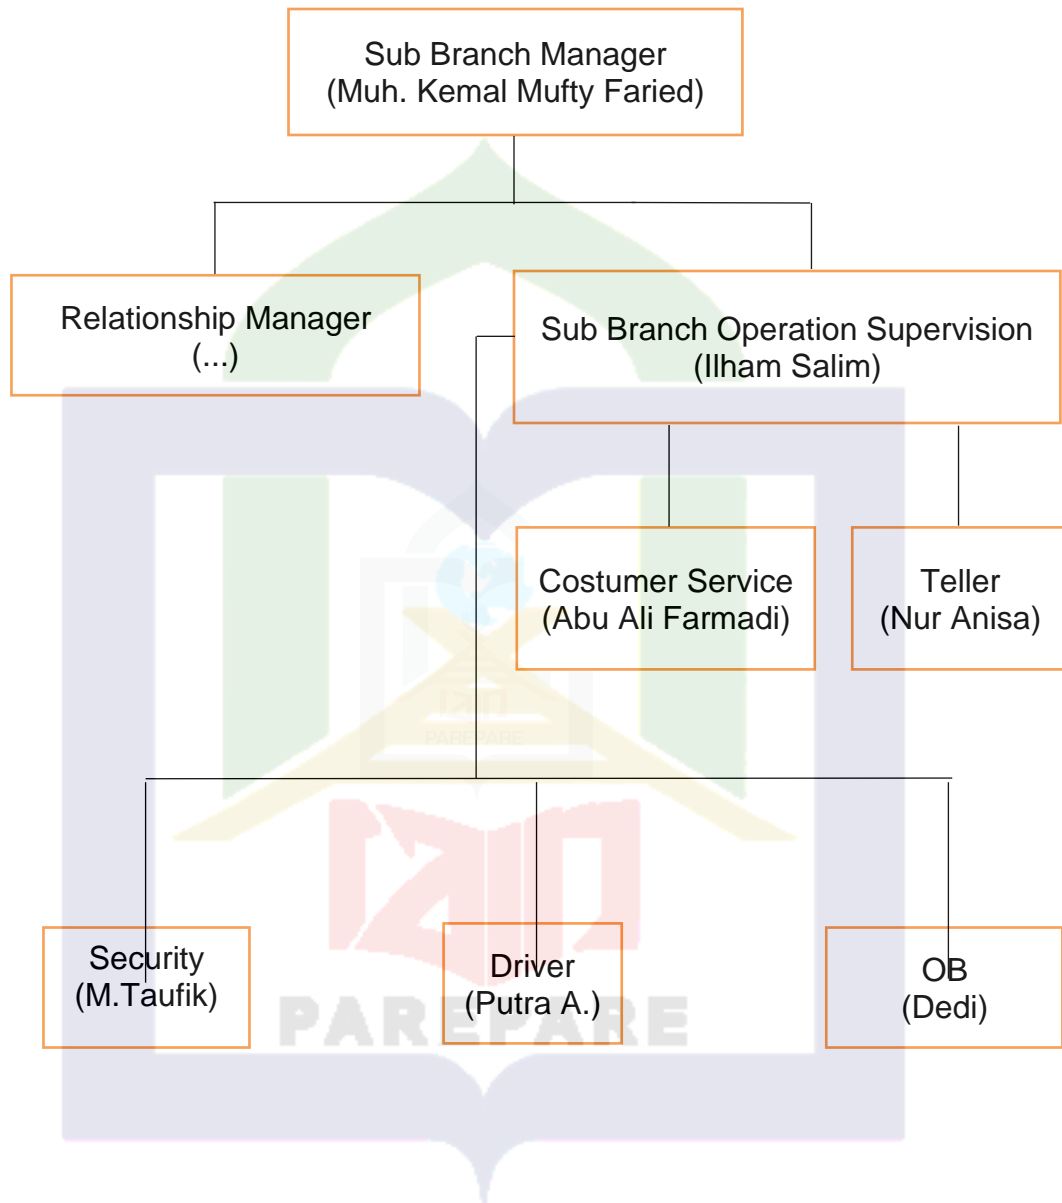 Sub Branch Manager
(Muh. Kemal Mufty Faried)
Relationship Manager
(...)
Sub Branch Operation Supervision
(Ilham Salim)
Costumer Service
(Abu Ali Farmadi)
Teller
(Nur Anisa)
PAREPARE
Security
(M.Taufik)
Driver
(Putra A.)
OB
(Dedi)
PAREPARE